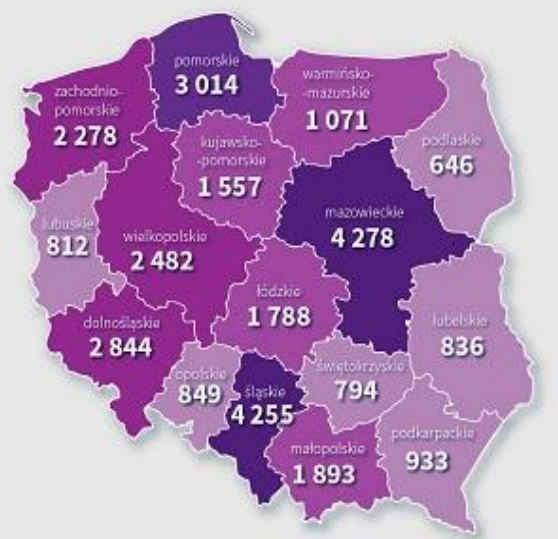 pomorskie
3 014
zachodnio-
pomorskie
2 278
warmińsko-
-mazurskie
1 071
podlaskie
646
kujawsko-
-pomorskie
1 557
mazowieckie
4 278
lubuskie
812
wielkopolskie
2 482
łódzkie
1 788
dolnośląskie
2 844
lubelskie
836
opolskie
849
śląskie
4 255
świętokrzyskie
794
podkarpackie
933
małopolskie
1 893